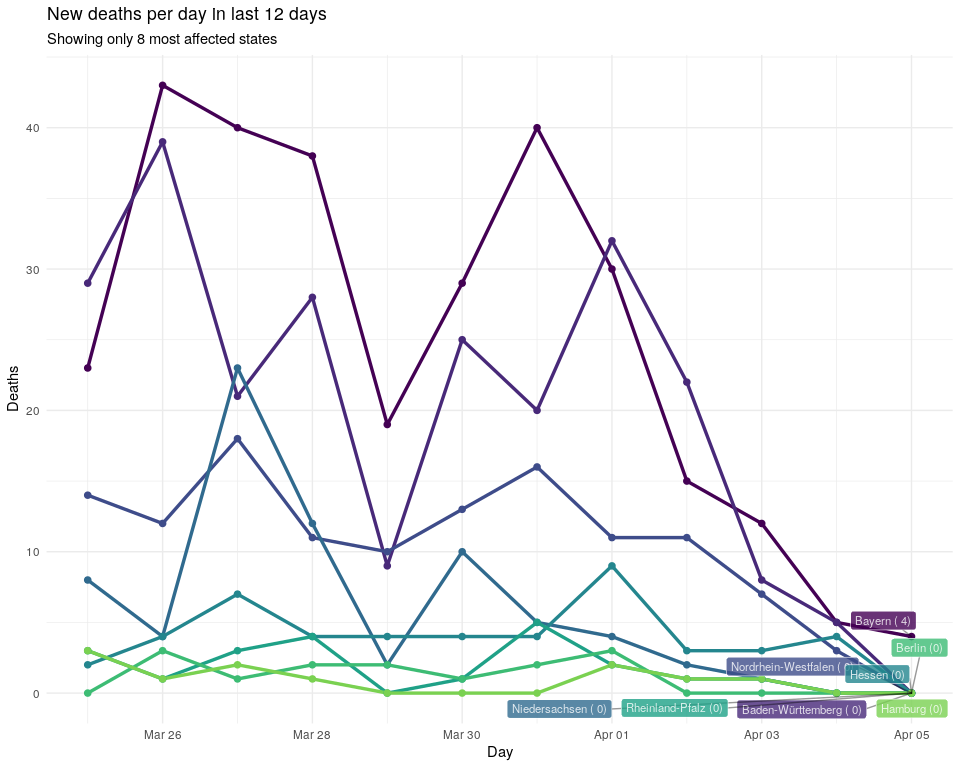 New deaths per day in last 12 days
Showing only 8 most affected states
40
30
20
10
0
Deaths
Bayern ( 4)
Berlin (0)
Nordrhein-Westfalen ( 0)
Hessen (0)
Niedersachsen ( 0)
Rheinland-Pfalz (0)
Baden-Württemberg ( 0)
Hamburg (0)
Mar 26
Mar 28
Mar 30
Apr 01
Apr 03
Apr 05
Day